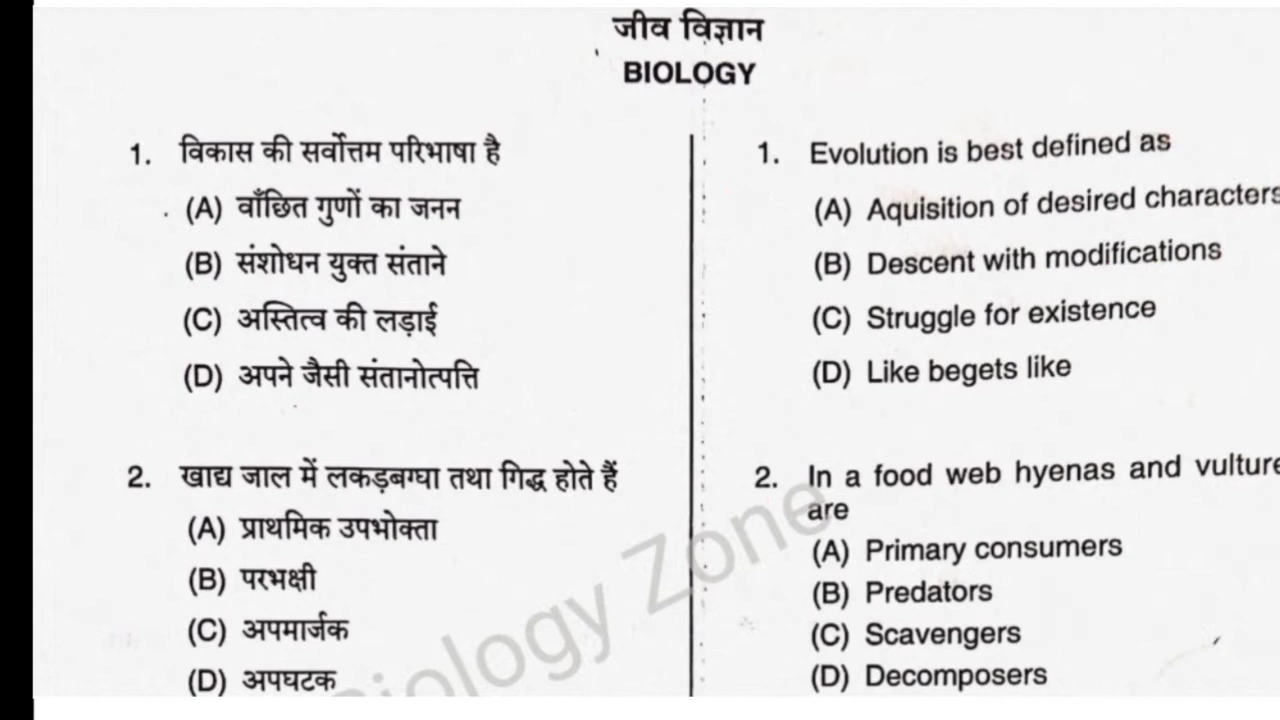 जीव विज्ञान
BIOLOGY
1. विकास की सर्वोत्तम परिभाषा है
(A) वाँछित गुणों का जनन
(B) संशोधन युक्त संताने
(C) अस्तित्व की लड़ाई
(D) अपने जैसी संतानोत्पत्ति
2. खाद्य जाल में लकड़बग्घा तथा गिद्ध होते हैं
(A) प्राथमिक उपभोक्ता
(B) परभक्षी
(C) अपमार्जक
(D) अपघटक
1. Evolution is best defined as
(A) Aquisition of desired characters
(B) Descent with modifications
(C) Struggle for existence
(D) Like begets like
2. In a food web hyenas and vulture
are
(A) Primary consumers
(B) Predators
(C) Scavengers
(D) Decomposers
Biology Zone